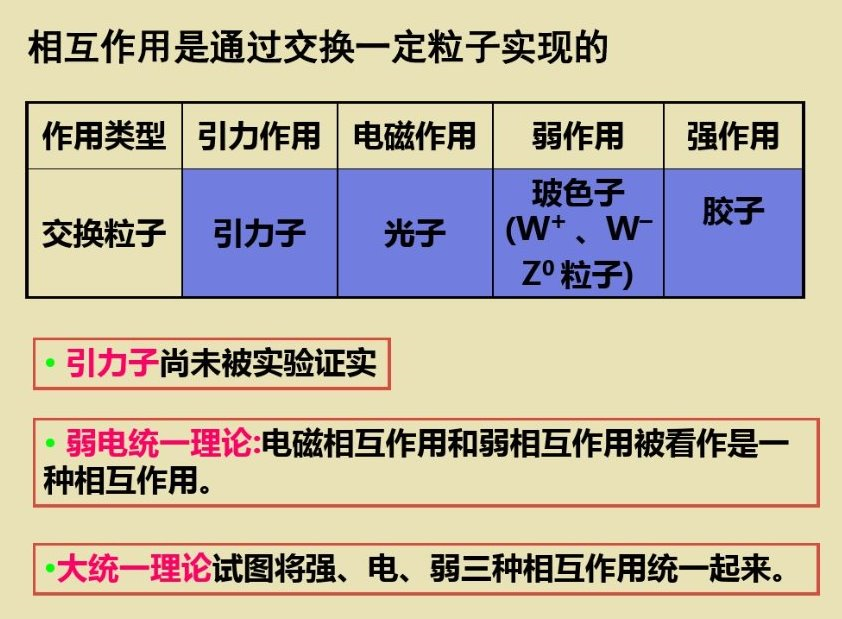 相互作用是通过交换一定粒子实现的
作用类型 引力作用 电磁作用 弱作用 强作用
交换粒子 引力子 光子 玻色子 (W⁺ 、W⁻ Z⁰ 粒子) 胶子
• 引力子尚未被实验证实
• 弱电统一理论:电磁相互作用和弱相互作用被看作是一
种相互作用。
•大统一理论试图将强、电、弱三种相互作用统一起来。